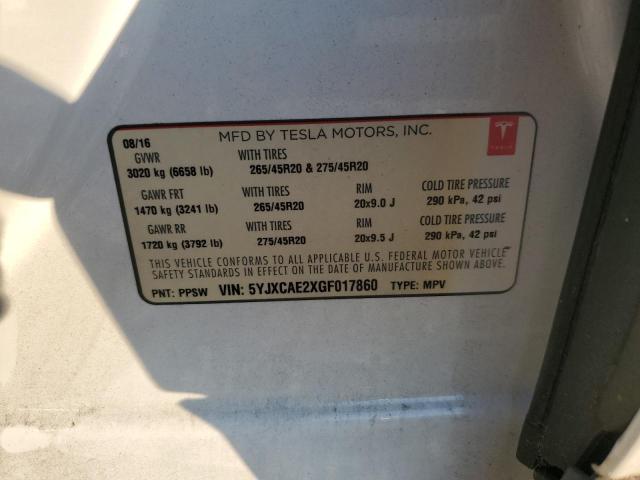 08/16 MFD BY TESLA MOTORS, INC.
GVWR WITH TIRES
3020 kg (6658 lb) 265/45R20 & 275/45R20
TESLA
GAWR FRT WITH TIRES RIM COLD TIRE PRESSURE
1470 kg (3241 lb) 265/45R20 20x9.0 J 290 kPa, 42 psi
GAWR RR WITH TIRES RIM COLD TIRE PRESSURE
1720 kg (3792 lb) 275/45R20 20x9.5 J 290 kPa, 42 psi
THIS VEHICLE CONFORMS TO ALL APPLICABLE U.S. FEDERAL MOTOR VEHICLE
SAFETY STANDARDS IN EFFECT ON THE DATE OF MANUFACTURE SHOWN ABOVE.
PNT: PPSW VIN: 5YJXCAE2XGF017860 TYPE: MPV